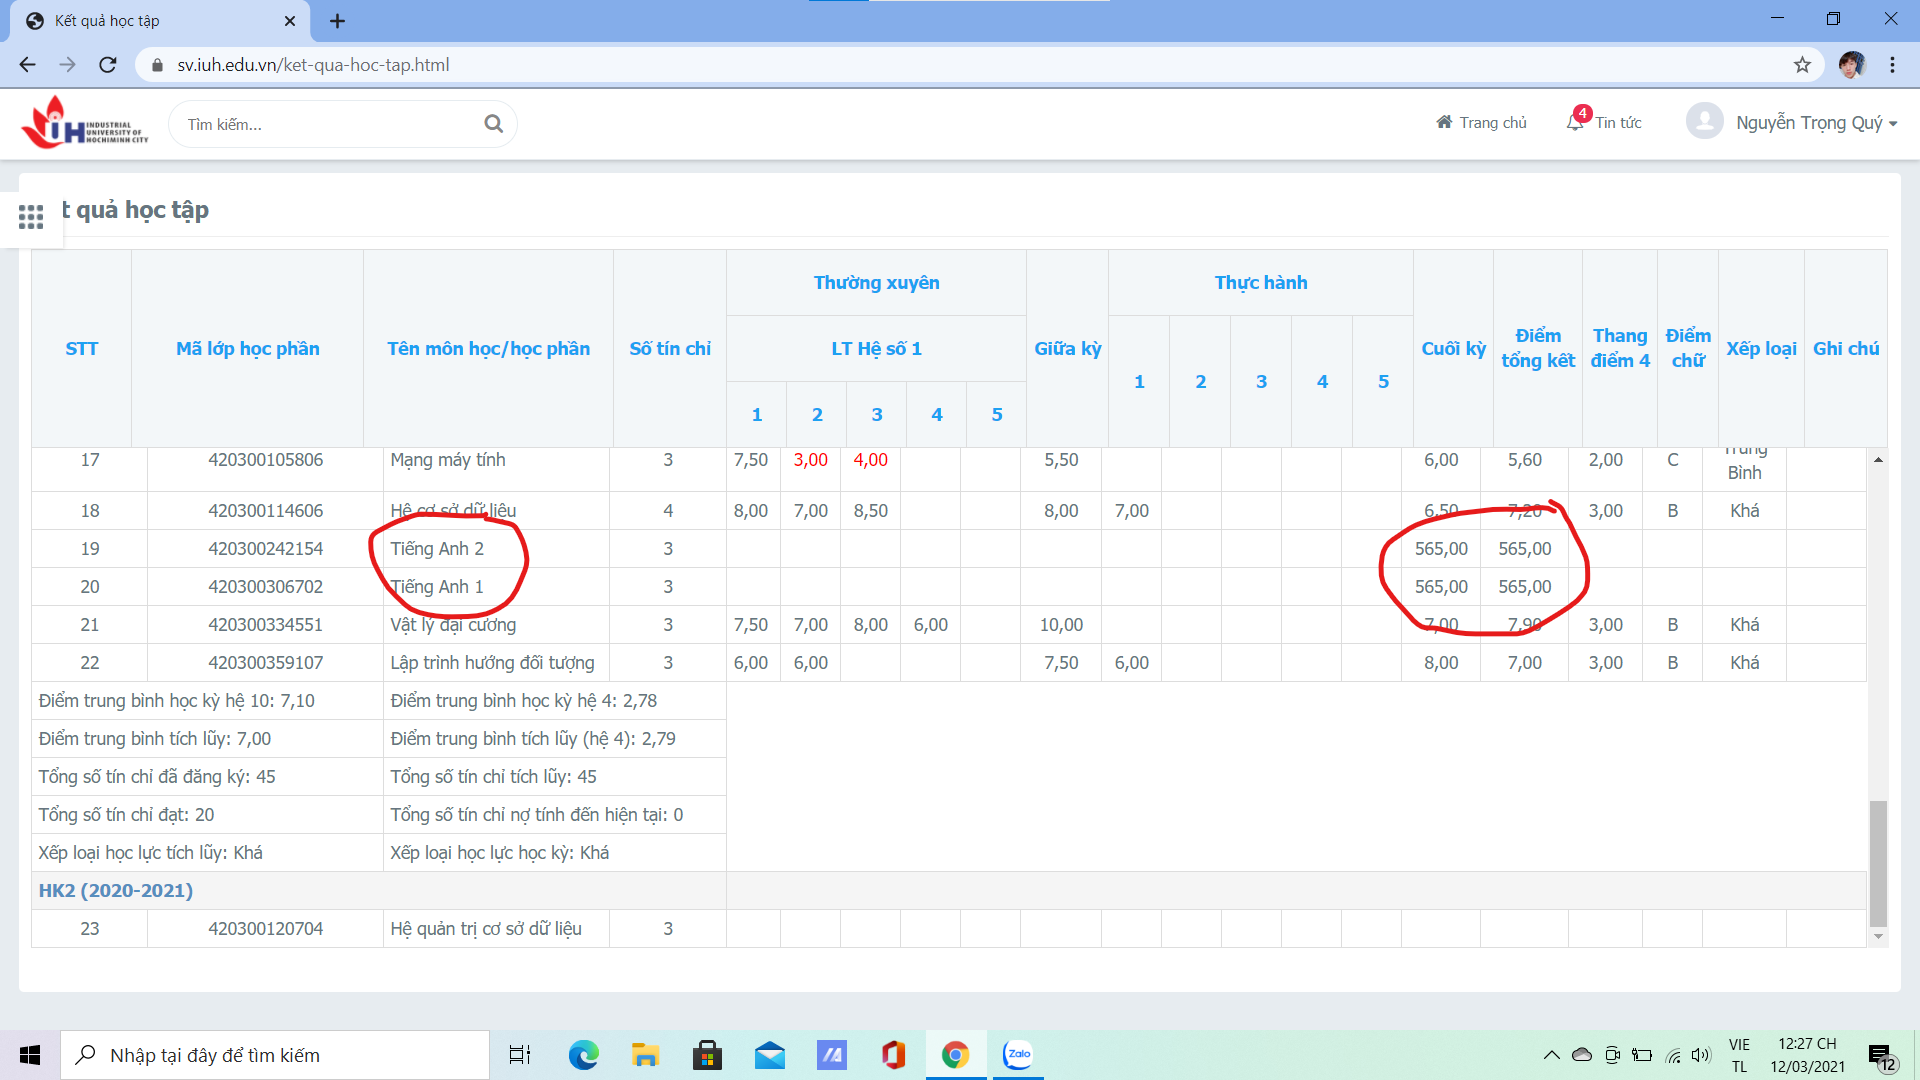 Kết quả học tập
sv.iuh.edu.vn/ket-qua-hoc-tap.html
IUH INDUSTRIAL UNIVERSITY OF HOCHIMINH CITY
Tìm kiếm...
Trang chủ
4 Tin tức
Nguyễn Trọng Quý
t quả học tập
STT Mã lớp học phần Tên môn học/học phần Số tín chỉ Thường xuyên Giữa kỳ Thực hành Cuối kỳ Điểm tổng kết Thang điểm 4 Điểm chữ Xếp loại Ghi chú
LT Hệ số 1
1 2 3 4 5 1 2 3 4 5
17 420300105806 Mạng máy tính 3 7,50 3,00 4,00 5,50 6,00 5,60 2,00 C Trung Bình
18 420300114606 Hệ cơ sở dữ liệu 4 8,00 7,00 8,50 8,00 7,00 6,50 7,20 3,00 B Khá
19 420300242154 Tiếng Anh 2 3 565,00 565,00
20 420300306702 Tiếng Anh 1 3 565,00 565,00
21 420300334551 Vật lý đại cương 3 7,50 7,00 8,00 6,00 10,00 7,00 7,90 3,00 B Khá
22 420300359107 Lập trình hướng đối tượng 3 6,00 6,00 7,50 6,00 8,00 7,00 3,00 B Khá
Điểm trung bình học kỳ hệ 10: 7,10 Điểm trung bình học kỳ hệ 4: 2,78
Điểm trung bình tích lũy: 7,00 Điểm trung bình tích lũy (hệ 4): 2,79
Tổng số tín chỉ đã đăng ký: 45 Tổng số tín chỉ tích lũy: 45
Tổng số tín chỉ đạt: 20 Tổng số tín chỉ nợ tính đến hiện tại: 0
Xếp loại học lực tích lũy: Khá Xếp loại học lực học kỳ: Khá
HK2 (2020-2021)
23 420300120704 Hệ quản trị cơ sở dữ liệu 3
Nhập tại đây để tìm kiếm
Zalo
VIE
TL
12:27 CH
12/03/2021
12